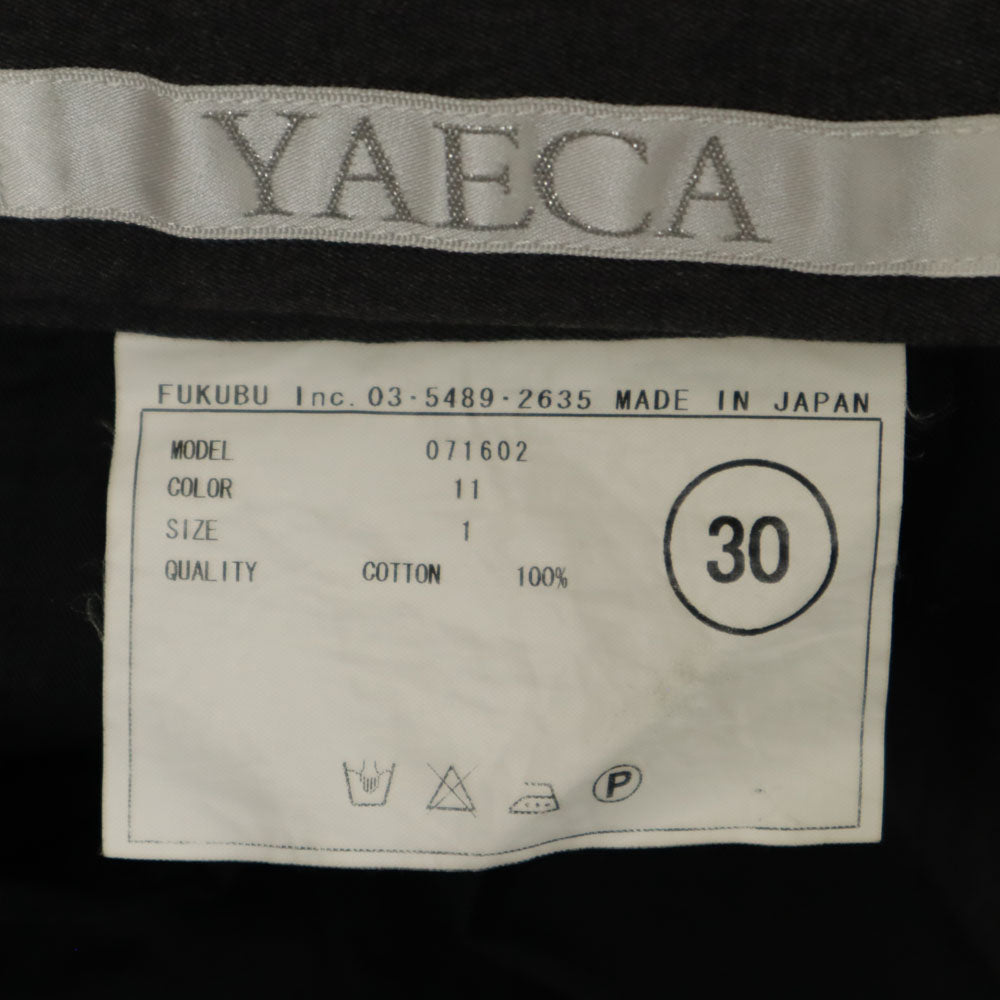 YAECA
FUKUBU Inc. 03-5489-2635 MADE IN JAPAN
MODEL 071602
COLOR 11
SIZE 1
QUALITY COTTON 100%
30
P